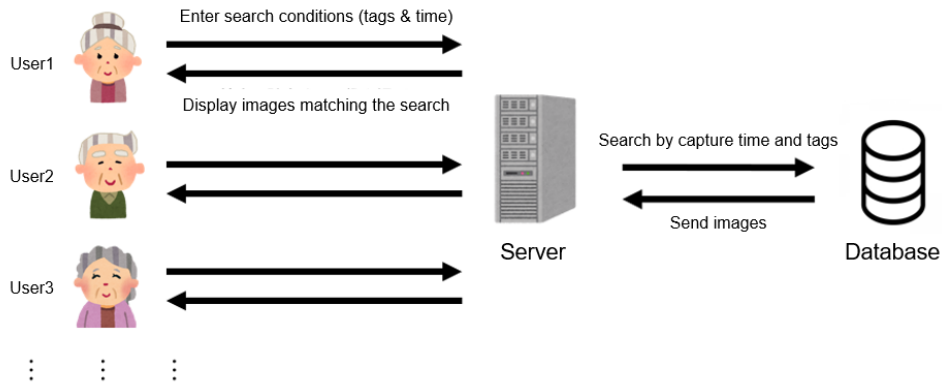 Enter search conditions (tags & time)
User1
Display images matching the search
Search by capture time and tags
User2
Send images
Server
Database
User3